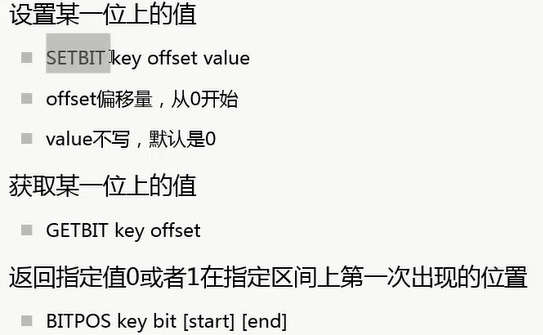 设置某一位上的值
SETBIT key offset value
offset偏移量，从0开始
value不写，默认是0
获取某一位上的值
GETBIT key offset
返回指定值0或者1在指定区间上第一次出现的位置
BITPOS key bit [start] [end]